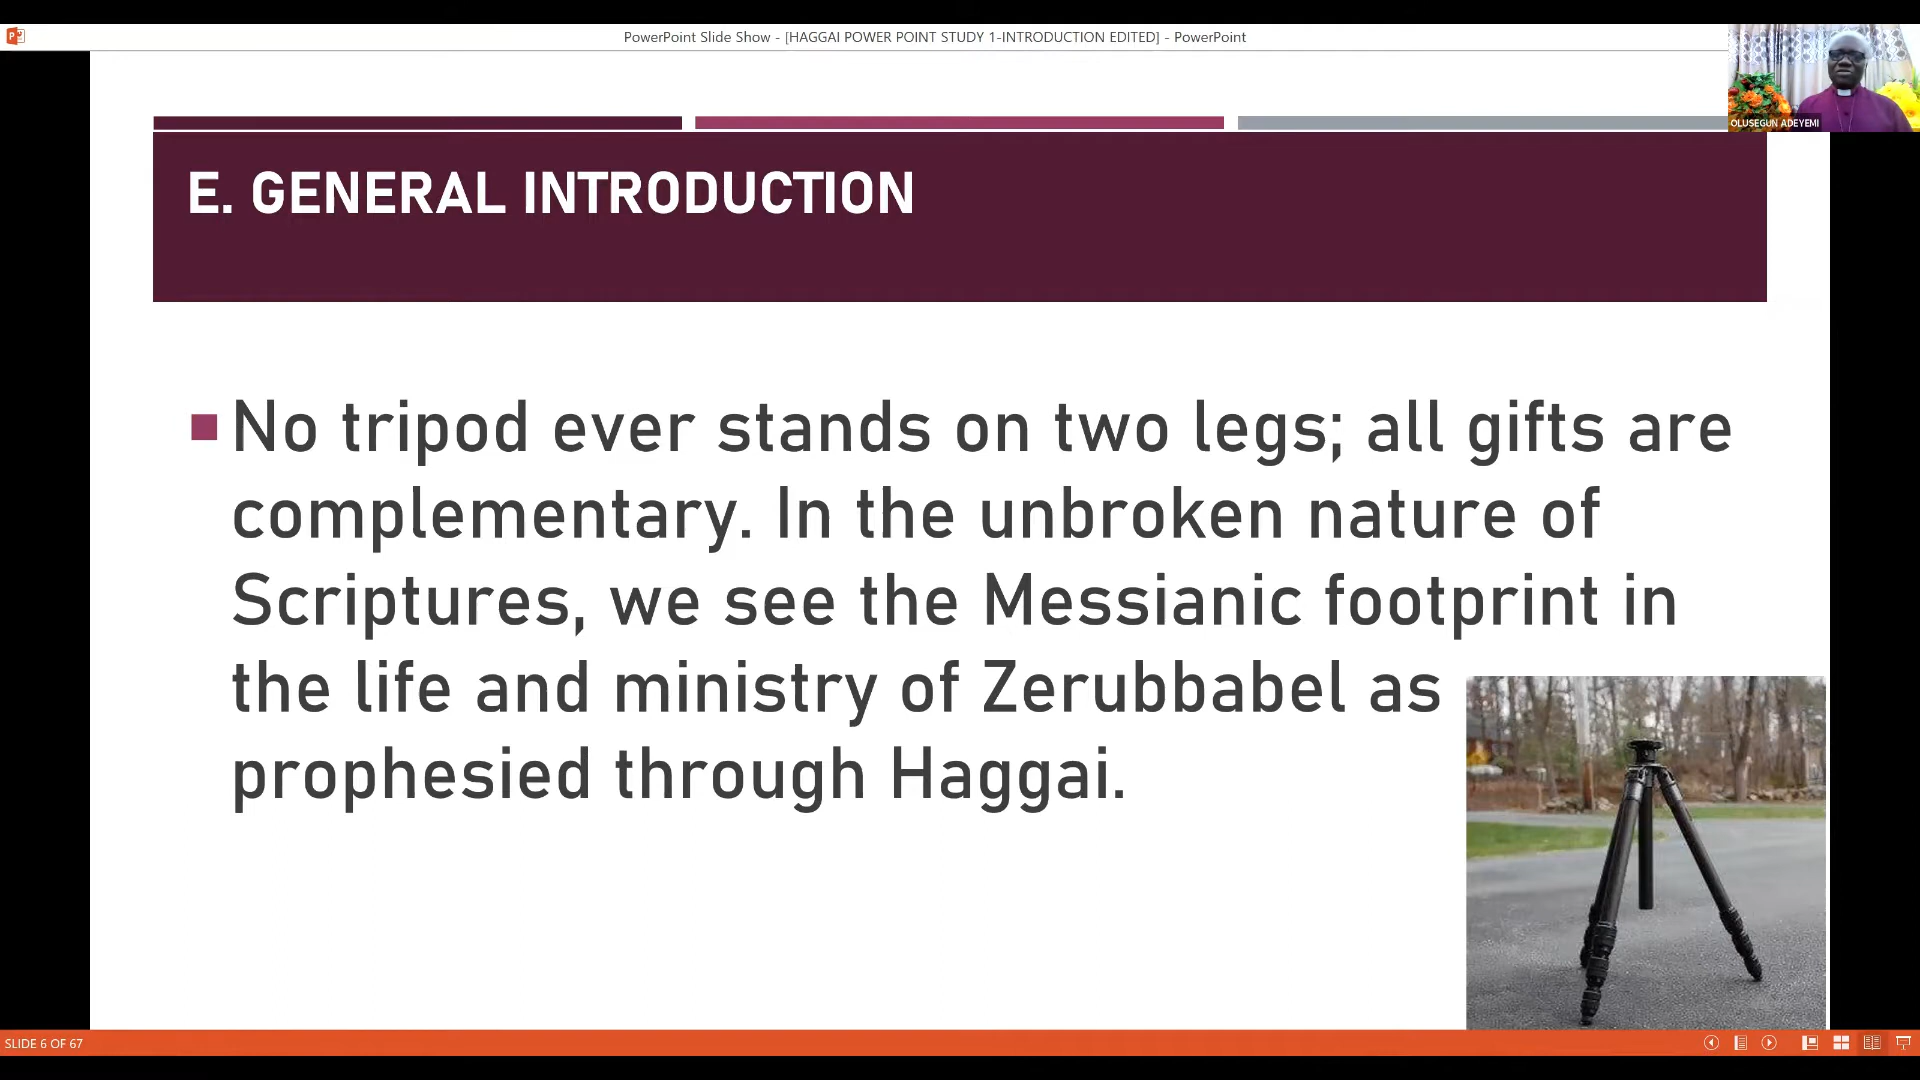 PowerPoint Slide Show - [HAGGAI POWER POINT STUDY 1-INTRODUCTION EDITED] - PowerPoint
OLUSEGUN ADEYEMI
E. GENERAL INTRODUCTION
No tripod ever stands on two legs; all gifts are
complementary. In the unbroken nature of
Scriptures, we see the Messianic footprint in
the life and ministry of Zerubbabel as
prophesied through Haggai.
SLIDE 6 OF 67